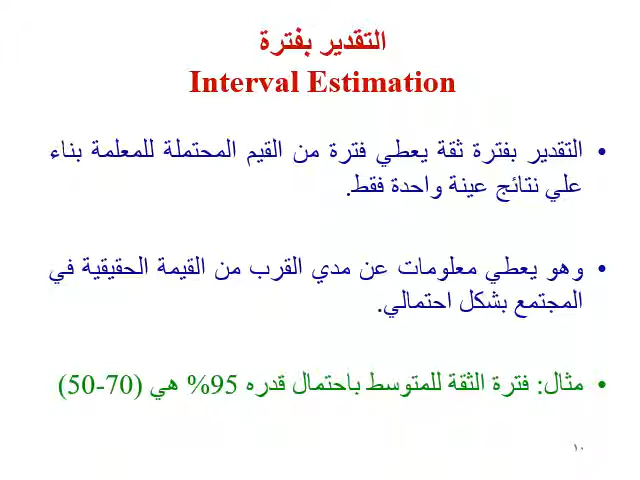 التقدير بفترة
Interval Estimation
• التقدير بفترة ثقة يعطي فترة من القيم المحتملة للمعلمة بناء
علي نتائج عينة واحدة فقط.
• وهو يعطي معلومات عن مدي القرب من القيمة الحقيقية في
المجتمع بشكل احتمالي.
• مثال: فترة الثقة للمتوسط باحتمال قدره 95% هي (70-50)
١٠